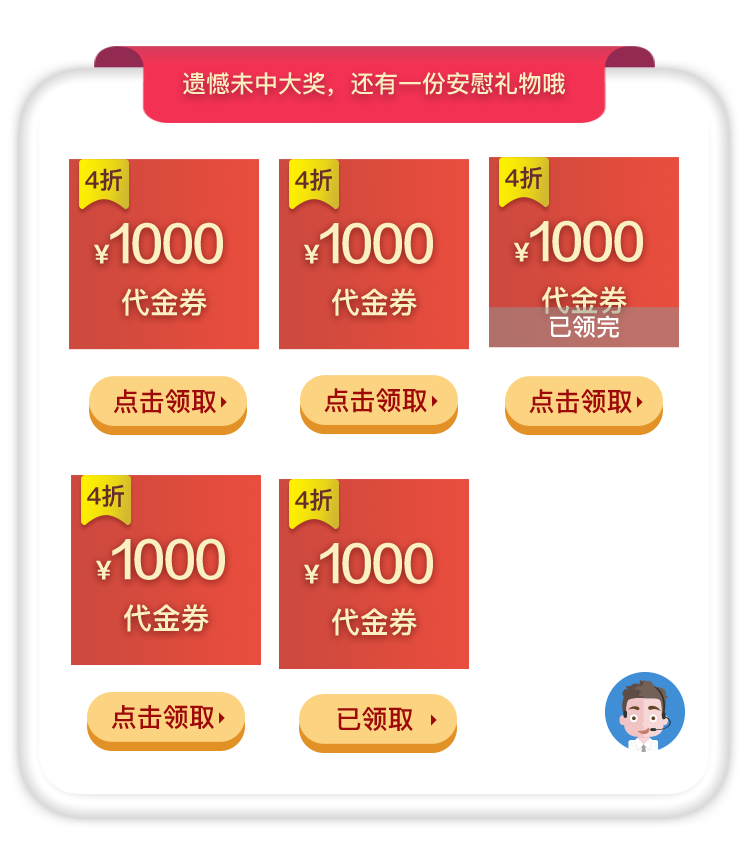 遗憾未中大奖，还有一份安慰礼物哦
4折
¥1000
代金券
4折
¥1000
代金券
4折
¥1000
代金券
已领完
点击领取
点击领取
点击领取
4折
¥1000
代金券
4折
¥1000
代金券
点击领取
已领取